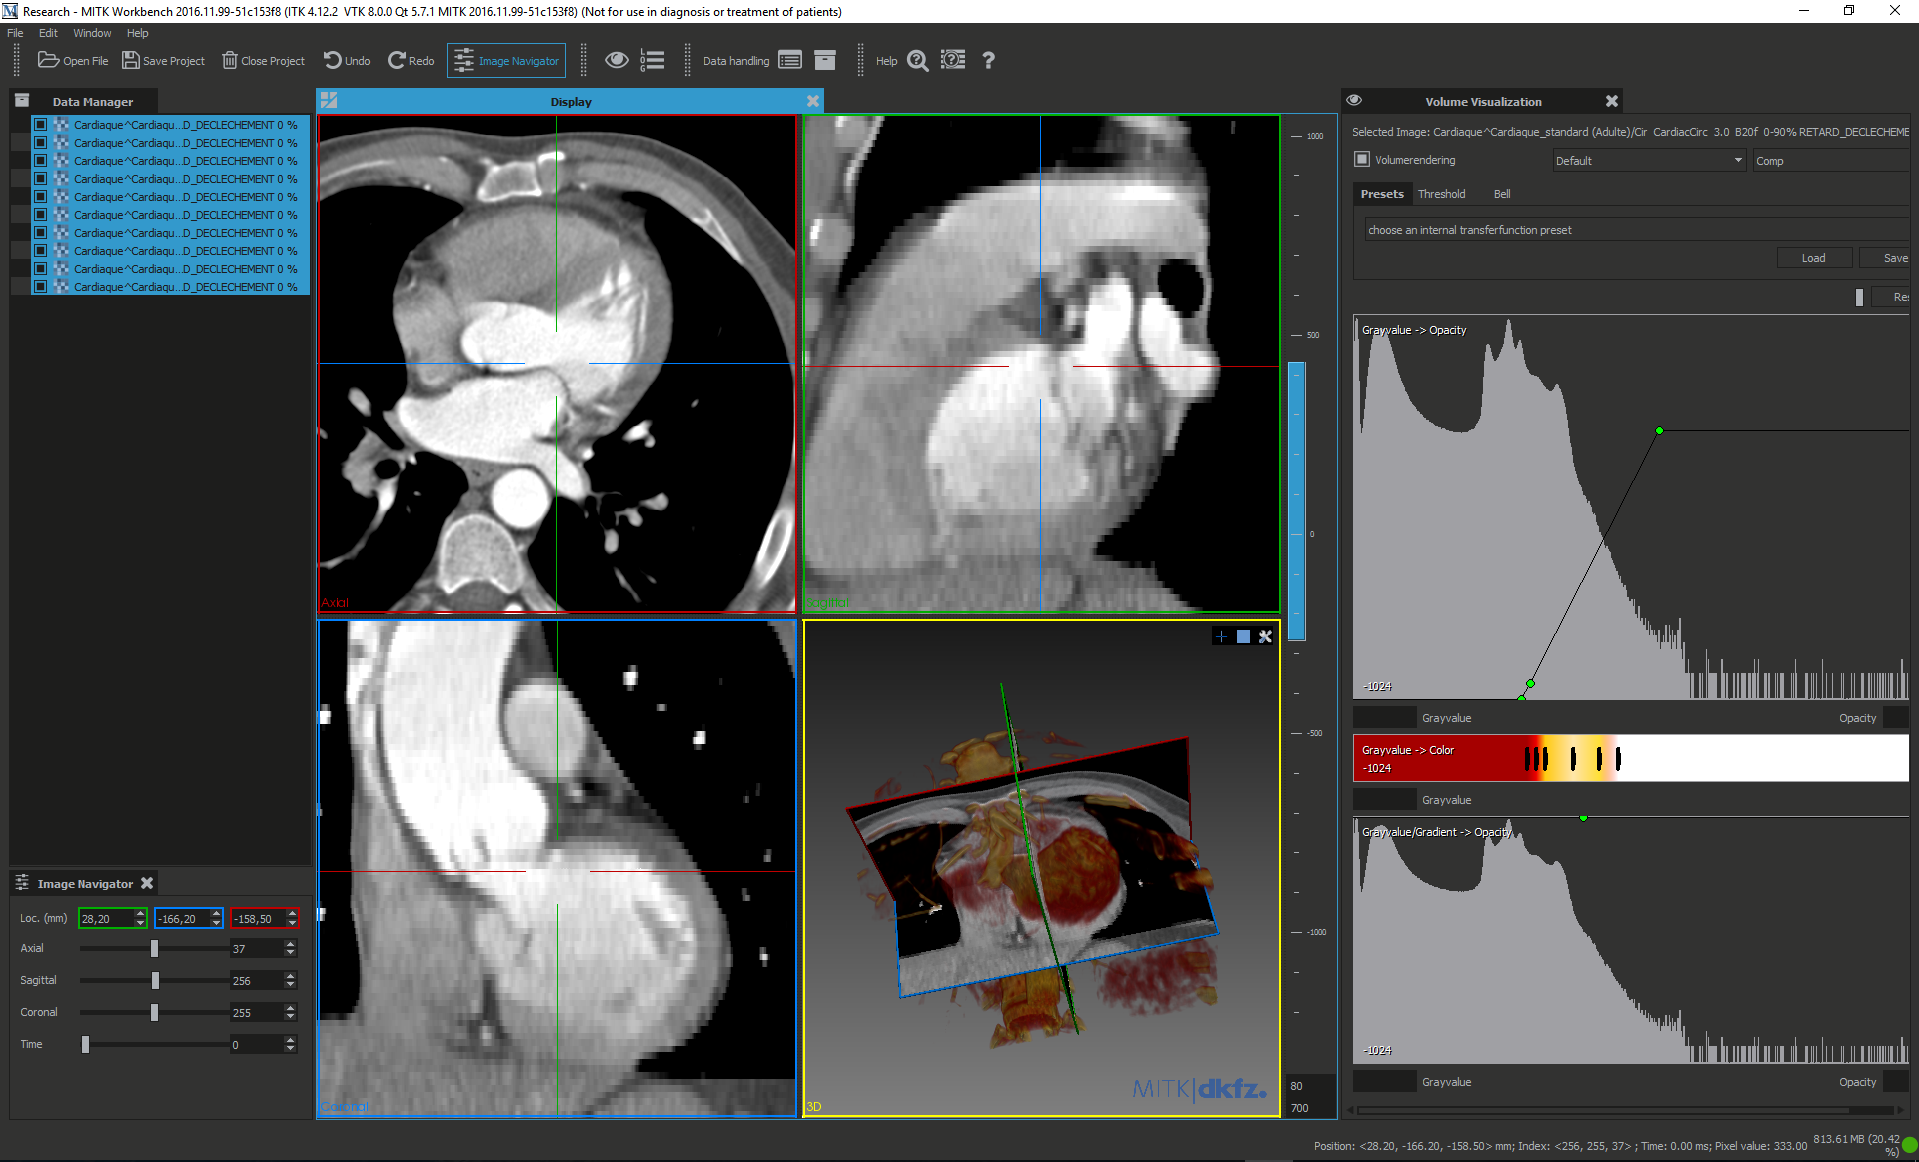 Research - MITK Workbench 2016.11.99-51c153f8 (ITK 4.12.2 VTK 8.0.0 Qt 5.7.1 MITK 2016.11.99-51c153f8) (Not for use in diagnosis or treatment of patients)
File Edit Window Help
Open File Save Project Close Project Undo Redo Image Navigator LOG Data handling Help
Data Manager
Cardiaque^Cardiaqu...D_DECLECHEMENT 0 %
Cardiaque^Cardiaqu...D_DECLECHEMENT 0 %
Cardiaque^Cardiaqu...D_DECLECHEMENT 0 %
Cardiaque^Cardiaqu...D_DECLECHEMENT 0 %
Cardiaque^Cardiaqu...D_DECLECHEMENT 0 %
Cardiaque^Cardiaqu...D_DECLECHEMENT 0 %
Cardiaque^Cardiaqu...D_DECLECHEMENT 0 %
Cardiaque^Cardiaqu...D_DECLECHEMENT 0 %
Cardiaque^Cardiaqu...D_DECLECHEMENT 0 %
Cardiaque^Cardiaqu...D_DECLECHEMENT 0 %
Image Navigator
Loc. (mm) 28,20 -166,20 -158,50
Axial 37
Sagittal 256
Coronal 255
Time 0
Display
Axial
Sagittal
Coronal
3D
MITK|dkfz.
1000
500
0
-500
-1000
80
700
Volume Visualization
Selected Image: Cardiaque^Cardiaque_standard (Adulte)/Cir CardiacCirc 3.0 B20f 0-90% RETARD_DECLECHEME
Volumerendering Default Comp
Presets Threshold Bell
choose an internal transferfunction preset
Load Save
Res
Grayvalue -> Opacity
-1024
Grayvalue Opacity
Grayvalue -> Color
-1024
Grayvalue
Grayvalue/Gradient -> Opacity
-1024
Grayvalue Opacity
Position: <28.20, -166.20, -158.50> mm; Index: <256, 255, 37> ; Time: 0.00 ms; Pixel value: 333.00 813.61 MB (20.42 %)